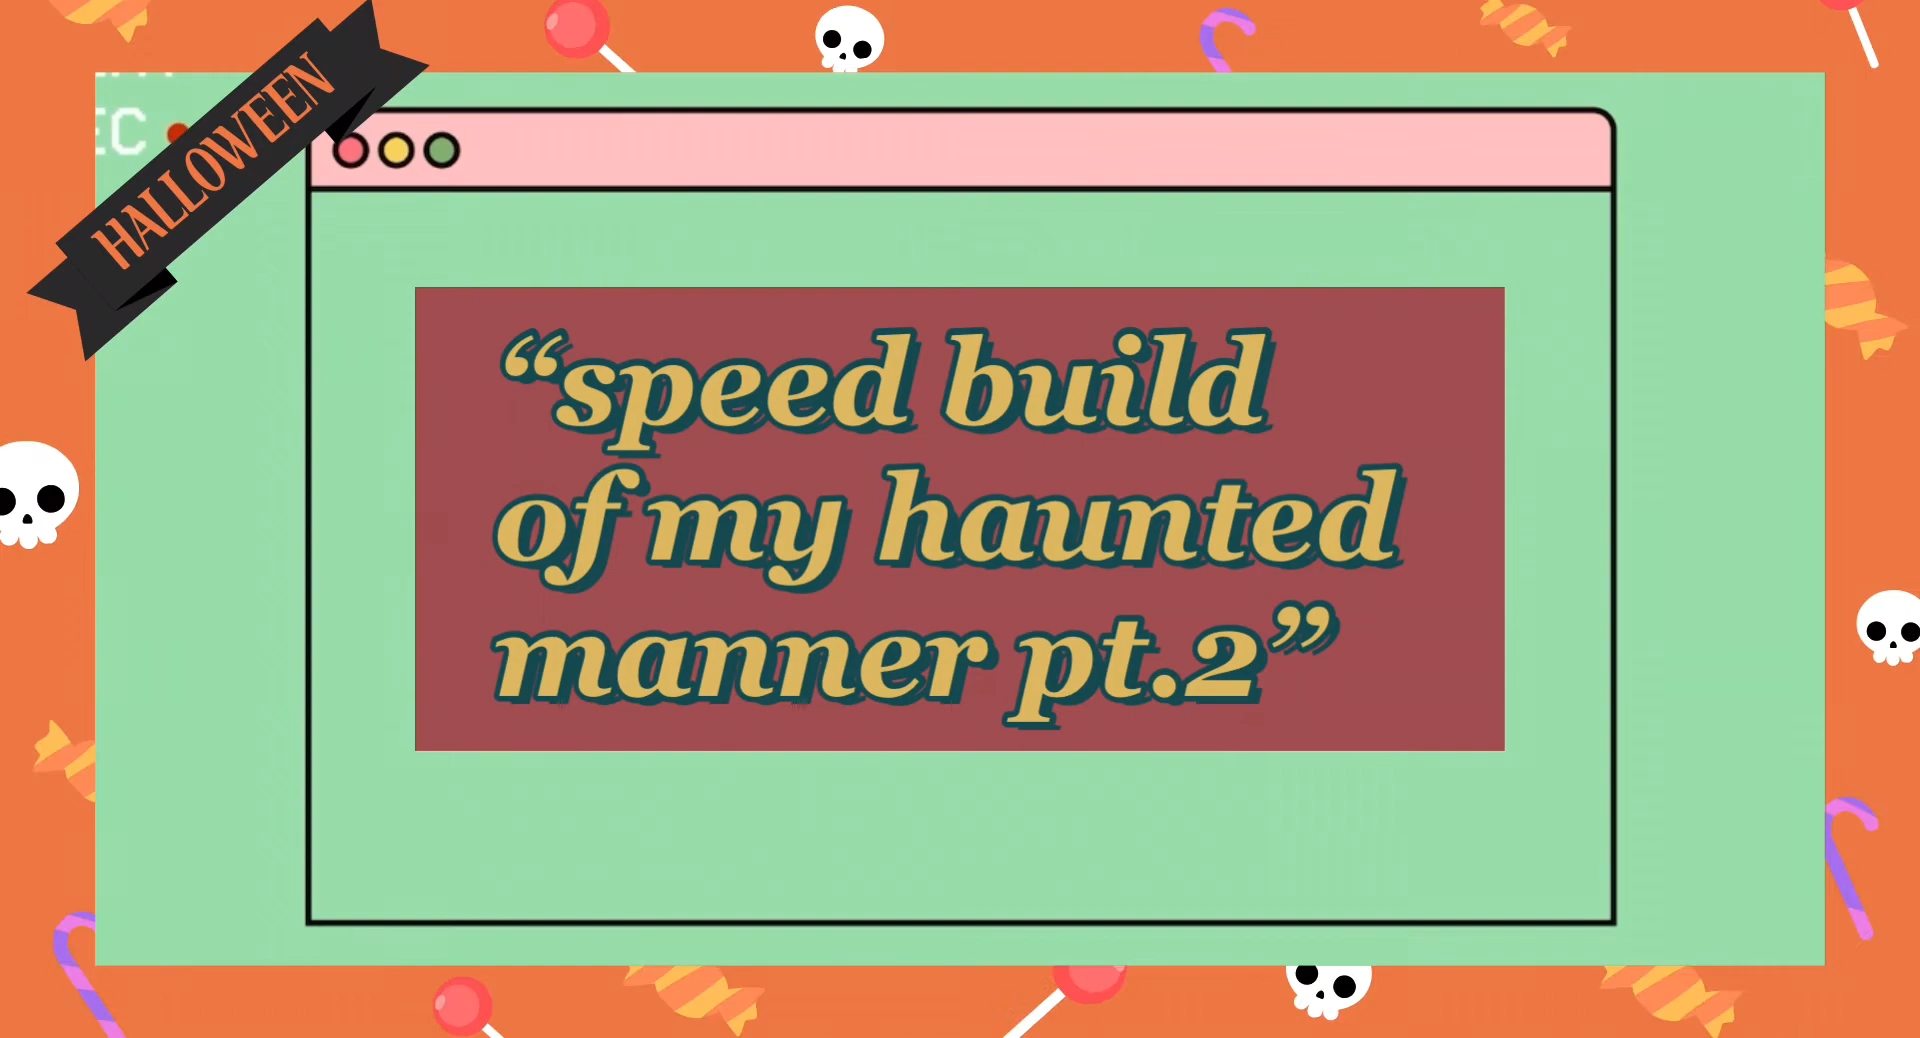 HALLOWEEN
“speed build
of my haunted
manner pt.2”